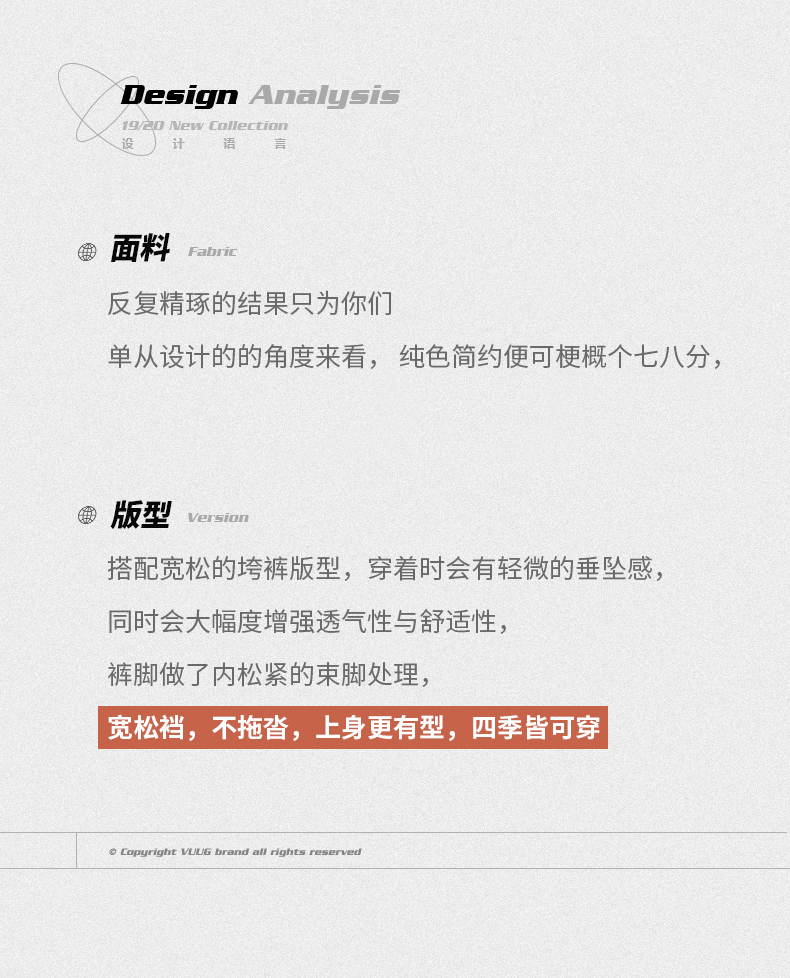 Design Analysis
19/20 New Collection
设计语言
面料 Fabric
反复精琢的结果只为你们
单从设计的的角度来看， 纯色简约便可梗概个七八分，
版型 Version
搭配宽松的垮裤版型，穿着时会有轻微的垂坠感，
同时会大幅度增强透气性与舒适性，
裤脚做了内松紧的束脚处理，
宽松裆，不拖沓，上身更有型，四季皆可穿
© Copyright VUUG brand all rights reserved